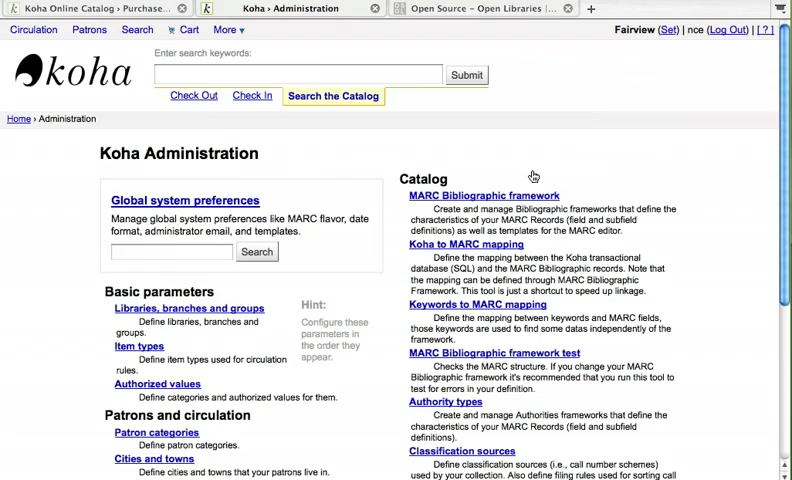 Koha Online Catalog › Purchase...
Koha › Administration
Open Source – Open Libraries |...
Circulation Patrons Search Cart More ▾
Fairview (Set) | nce (Log Out) | [ ? ]
koha
Enter search keywords:
Submit
Check Out Check In Search the Catalog
Home › Administration
Koha Administration
Global system preferences
Manage global system preferences like MARC flavor, date
format, administrator email, and templates.
Search
Basic parameters
Libraries, branches and groups
Define libraries, branches and
groups.
Item types
Define item types used for circulation
rules.
Authorized values
Define categories and authorized values for them.
Hint:
Configure these
parameters in
the order they
appear.
Patrons and circulation
Patron categories
Define patron categories.
Cities and towns
Define cities and towns that your patrons live in.
Catalog
MARC Bibliographic framework
Create and manage Bibliographic frameworks that define the
characteristics of your MARC Records (field and subfield
definitions) as well as templates for the MARC editor.
Koha to MARC mapping
Define the mapping between the Koha transactional
database (SQL) and the MARC Bibliographic records. Note that
the mapping can be defined through MARC Bibliographic
Framework. This tool is just a shortcut to speed up linkage.
Keywords to MARC mapping
Define the mapping between keywords and MARC fields,
those keywords are used to find some datas independently of the
framework.
MARC Bibliographic framework test
Checks the MARC structure. If you change your MARC
Bibliographic framework it's recommended that you run this tool to
test for errors in your definition.
Authority types
Create and manage Authorities frameworks that define the
characteristics of your MARC Records (field and subfield
definitions).
Classification sources
Define classification sources (i.e., call number schemes)
used by your collection. Also define filing rules used for sorting call